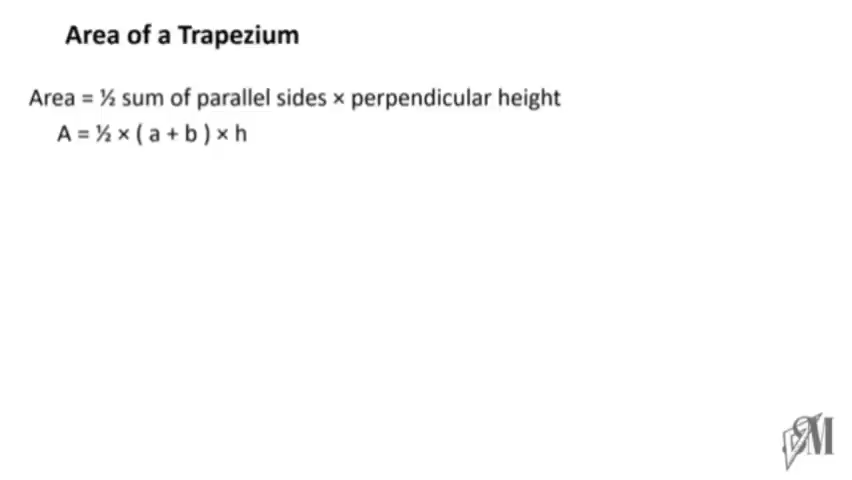 Area of a Trapezium
Area = ½ sum of parallel sides × perpendicular height
A = ½ × ( a + b ) × h
M